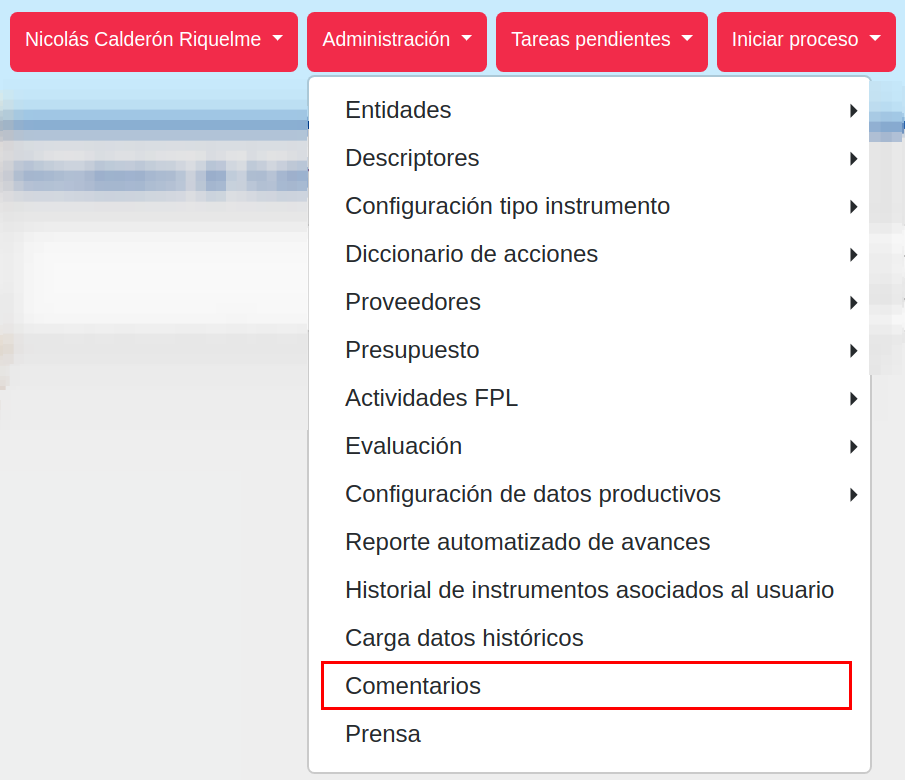 Nicolás Calderón Riquelme Administración Tareas pendientes Iniciar proceso
Entidades
Descriptores
Configuración tipo instrumento
Diccionario de acciones
Proveedores
Presupuesto
Actividades FPL
Evaluación
Configuración de datos productivos
Reporte automatizado de avances
Historial de instrumentos asociados al usuario
Carga datos históricos
Comentarios
Prensa